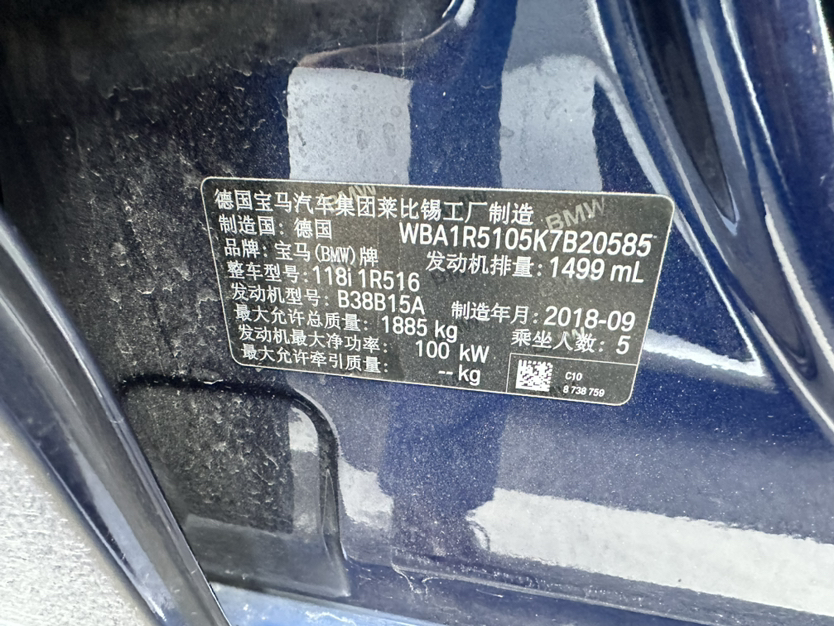 德国宝马汽车集团莱比锡工厂制造
制造国: 德国 WBA1R5105K7B20585
品牌: 宝马(BMW)牌 发动机排量: 1499 mL
整车型号: 118i 1R516
发动机型号: B38B15A 制造年月: 2018-09
最大允许总质量: 1885 kg 乘坐人数: 5
发动机最大净功率: 100 kW
最大允许牵引质量: -- kg
C10
8 738 759
BMW
BMW